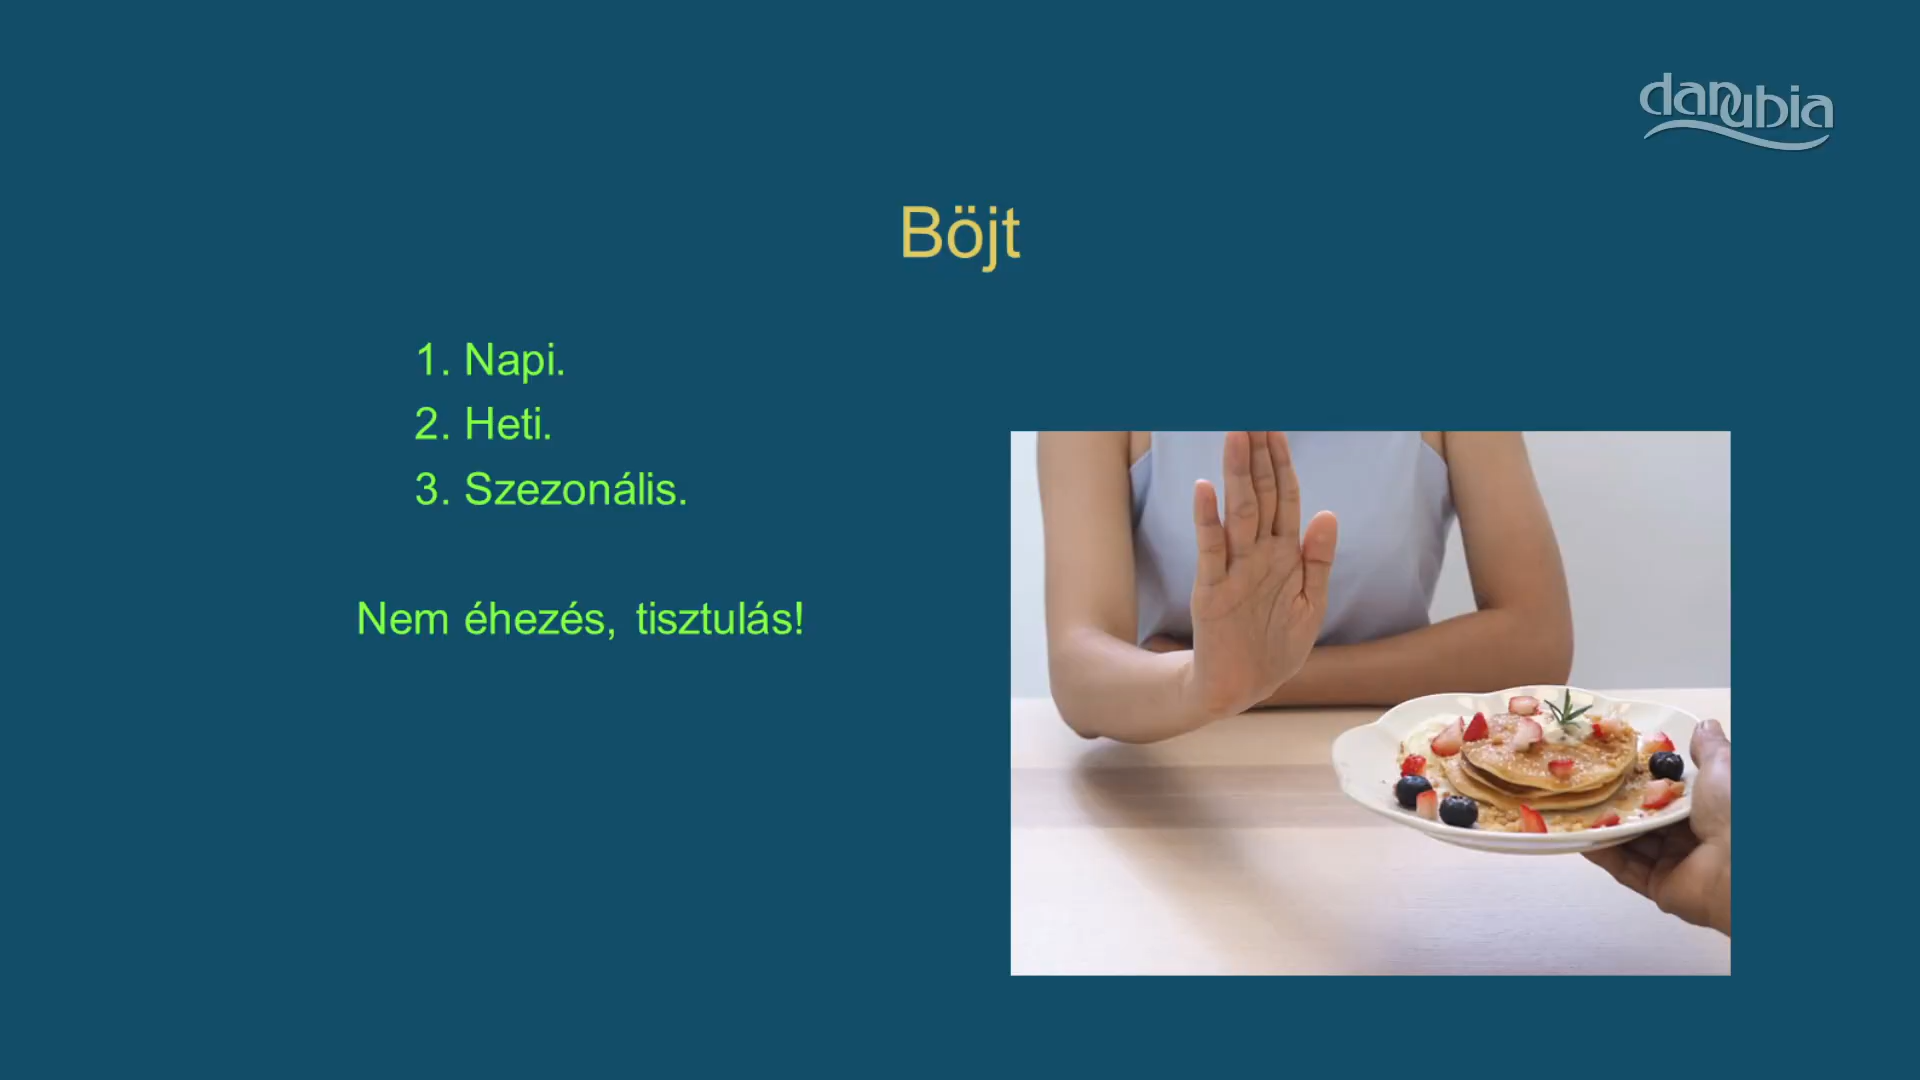 danubia
Böjt
1. Napi.
2. Heti.
3. Szezonális.
Nem éhezés, tisztulás!